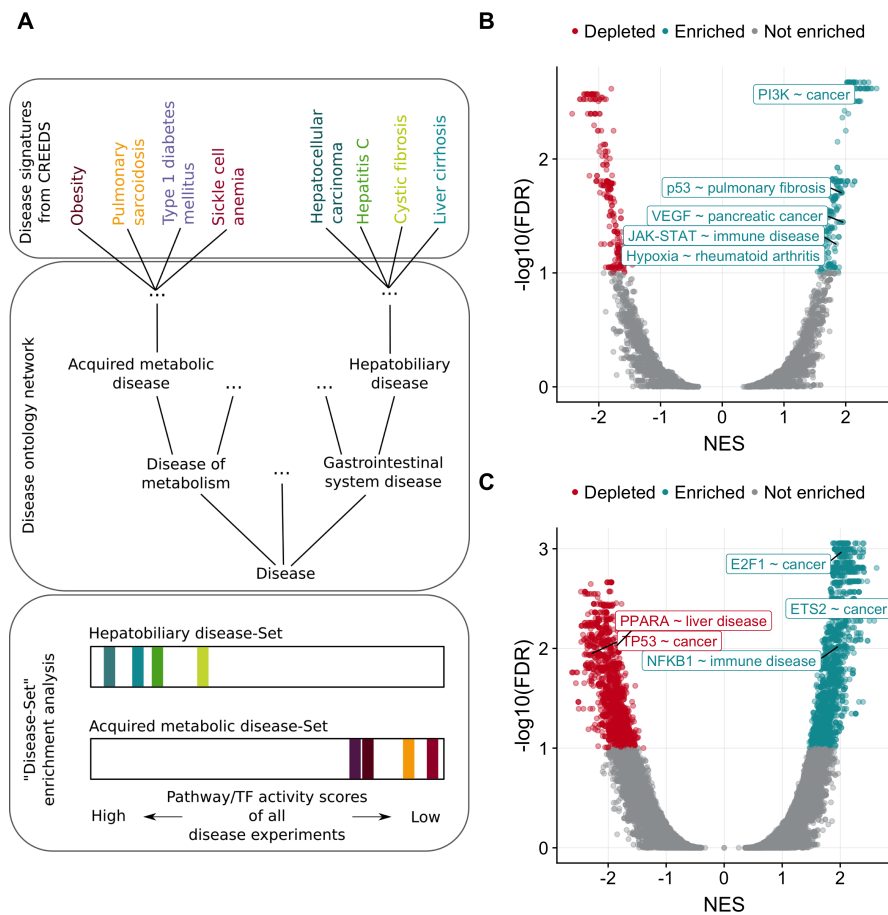 A
Disease signatures
from CREEDS
Obesity
Pulmonary
sarcoidosis
Type 1 diabetes
mellitus
Sickle cell
anemia
Hepatocellular
carcinoma
Hepatitis C
Cystic fibrosis
Liver cirrhosis
Disease ontology network
...
...
Acquired metabolic
disease
...
...
Hepatobiliary
disease
Disease of
metabolism
...
Gastrointestinal
system disease
Disease
"Disease-Set"
enrichment analysis
Hepatobiliary disease-Set
Acquired metabolic disease-Set
High
Pathway/TF activity scores
of all
disease experiments
Low
B
Depleted Enriched Not enriched
-log10(FDR)
2
1
0
PI3K ~ cancer
p53 ~ pulmonary fibrosis
VEGF ~ pancreatic cancer
JAK-STAT ~ immune disease
Hypoxia ~ rheumatoid arthritis
-2 -1 0 1 2
NES
C
Depleted Enriched Not enriched
-log10(FDR)
3
2
1
0
E2F1 ~ cancer
ETS2 ~ cancer
PPARA ~ liver disease
TP53 ~ cancer
NFKB1 ~ immune disease
-2 -1 0 1 2
NES